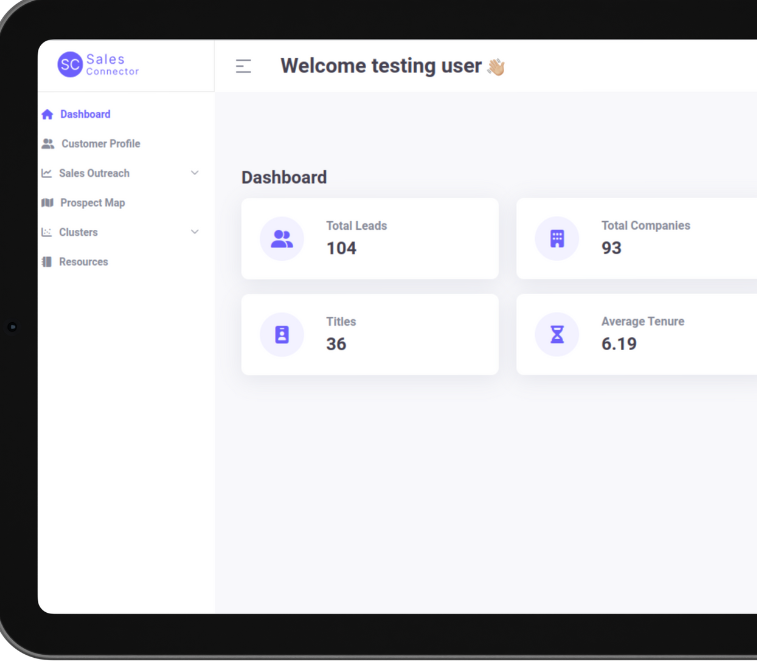 SC Sales
Connector
Welcome testing user 👋🏼
Dashboard
Customer Profile
Sales Outreach
Prospect Map
Clusters
Resources
Dashboard
Total Leads
104
Total Companies
93
Titles
36
Average Tenure
6.19